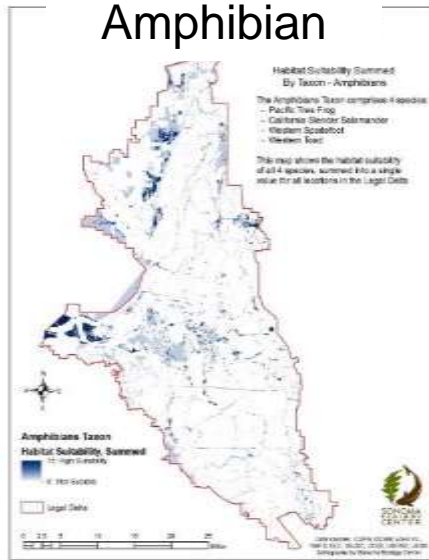 Amphibian
Habitat Suitability Summed
By Taxon - Amphibians
The Amphibians Taxon comprises 4 species:
- Pacific Tree Frog
- California Slender Salamander
- Western Spadefoot
- Western Toad
This map shows the habitat suitability
of all 4 species, summed into a single
value for all locations in the Legal Delta
Amphibians Taxon
Habitat Suitability, Summed
High Suitability
Not Suitable
Legal Delta
SONOMA
ECOLOGY
CENTER